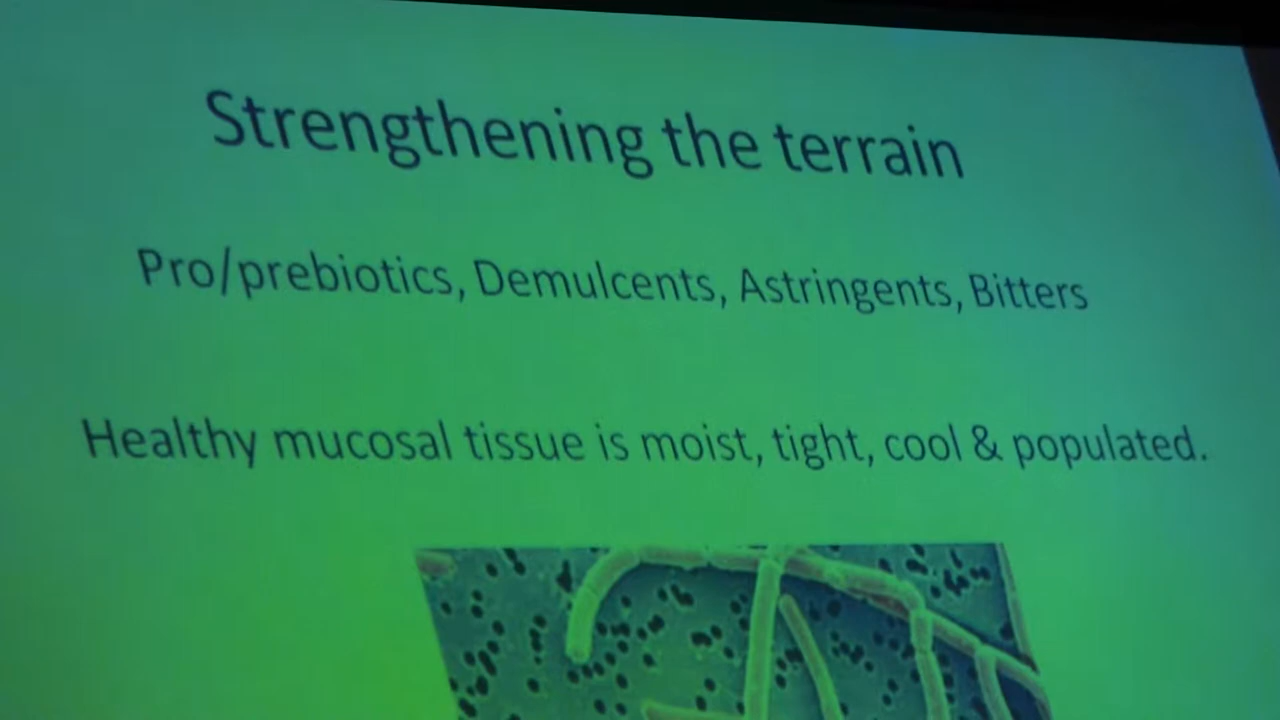 Strengthening the terrain
Pro/prebiotics, Demulcents, Astringents, Bitters
Healthy mucosal tissue is moist, tight, cool & populated.